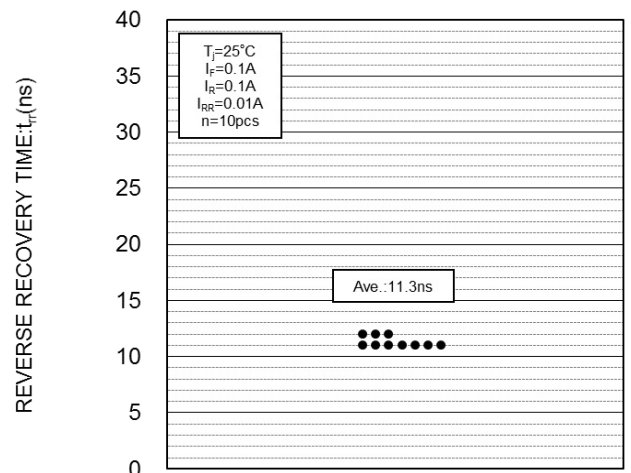 REVERSE RECOVERY TIME:trr(ns)
40
35
30
25
20
15
10
5
0
Tj=25°C
IF=0.1A
IR=0.1A
IRR=0.01A
n=10pcs
Ave.:11.3ns